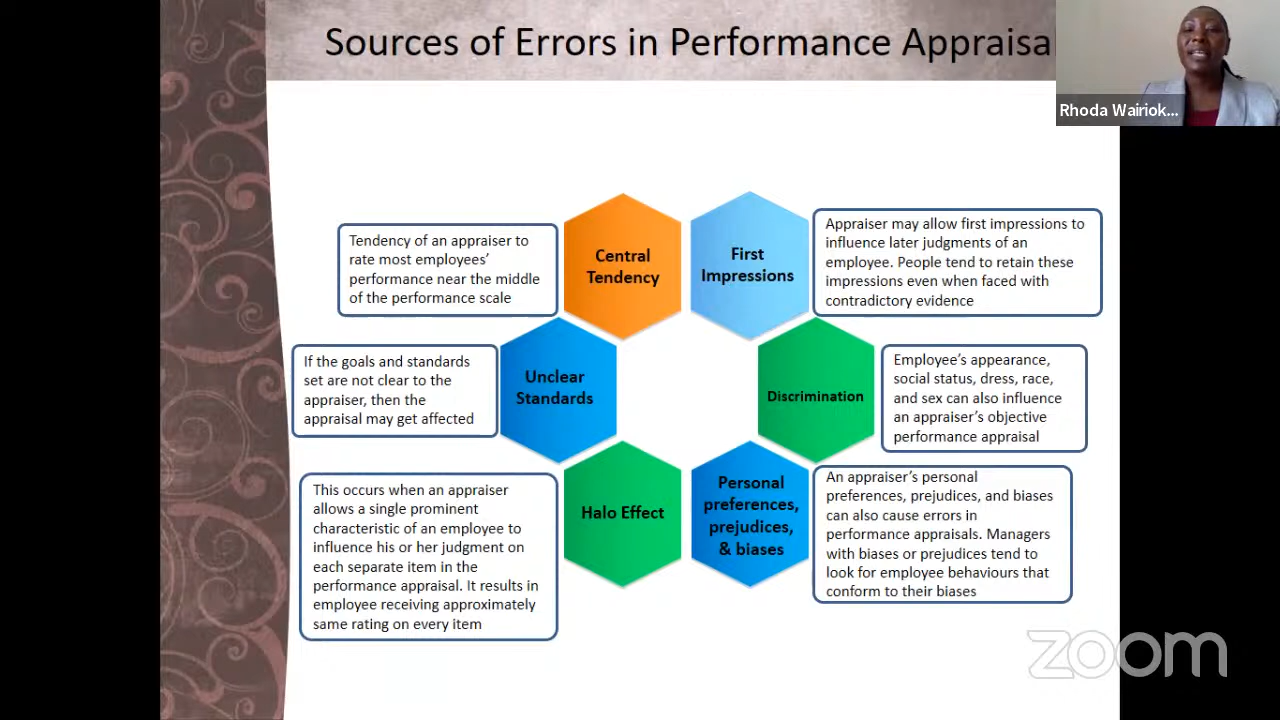 Sources of Errors in Performance Appraisa
Rhoda Wairiok...
Central
Tendency
Tendency of an appraiser to
rate most employees’
performance near the middle
of the performance scale
First
Impressions
Appraiser may allow first impressions to
influence later judgments of an
employee. People tend to retain these
impressions even when faced with
contradictory evidence
Unclear
Standards
If the goals and standards
set are not clear to the
appraiser, then the
appraisal may get affected
Discrimination
Employee’s appearance,
social status, dress, race,
and sex can also influence
an appraiser’s objective
performance appraisal
Halo Effect
This occurs when an appraiser
allows a single prominent
characteristic of an employee to
influence his or her judgment on
each separate item in the
performance appraisal. It results in
employee receiving approximately
same rating on every item
Personal
preferences,
prejudices,
& biases
An appraiser’s personal
preferences, prejudices, and biases
can also cause errors in
performance appraisals. Managers
with biases or prejudices tend to
look for employee behaviours that
conform to their biases
zoom